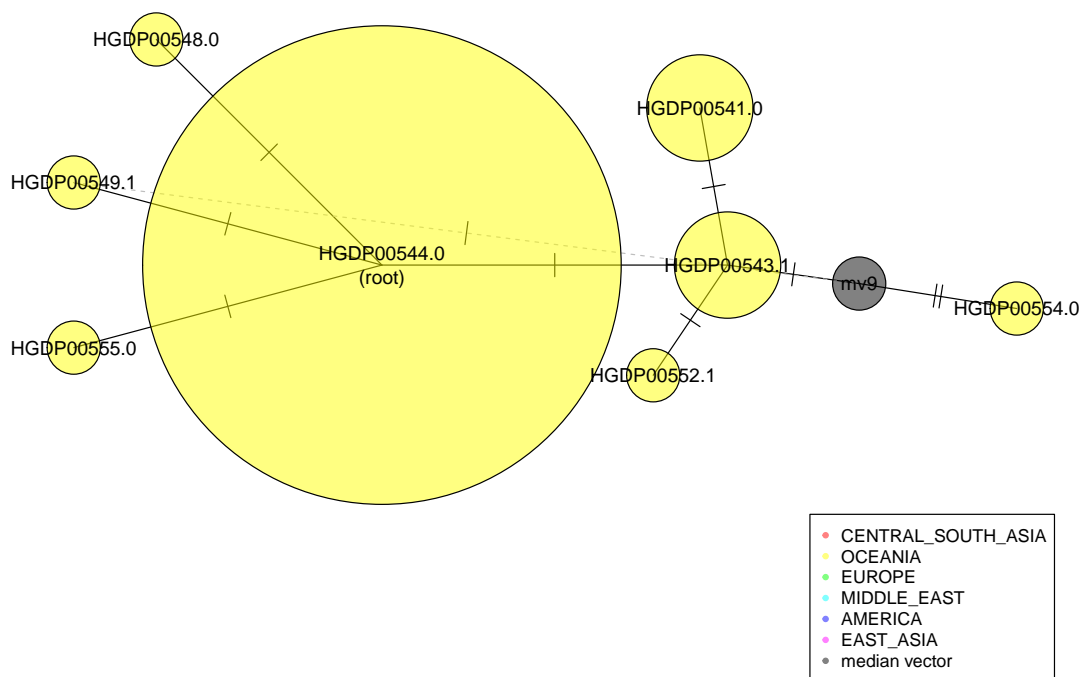 HGDP00548.0
HGDP00541.0
HGDP00549.1
HGDP00544.0
(root)
HGDP00543.1
mv9
HGDP00554.0
HGDP00555.0
HGDP00552.1
CENTRAL_SOUTH_ASIA
OCEANIA
EUROPE
MIDDLE_EAST
AMERICA
EAST_ASIA
median vector